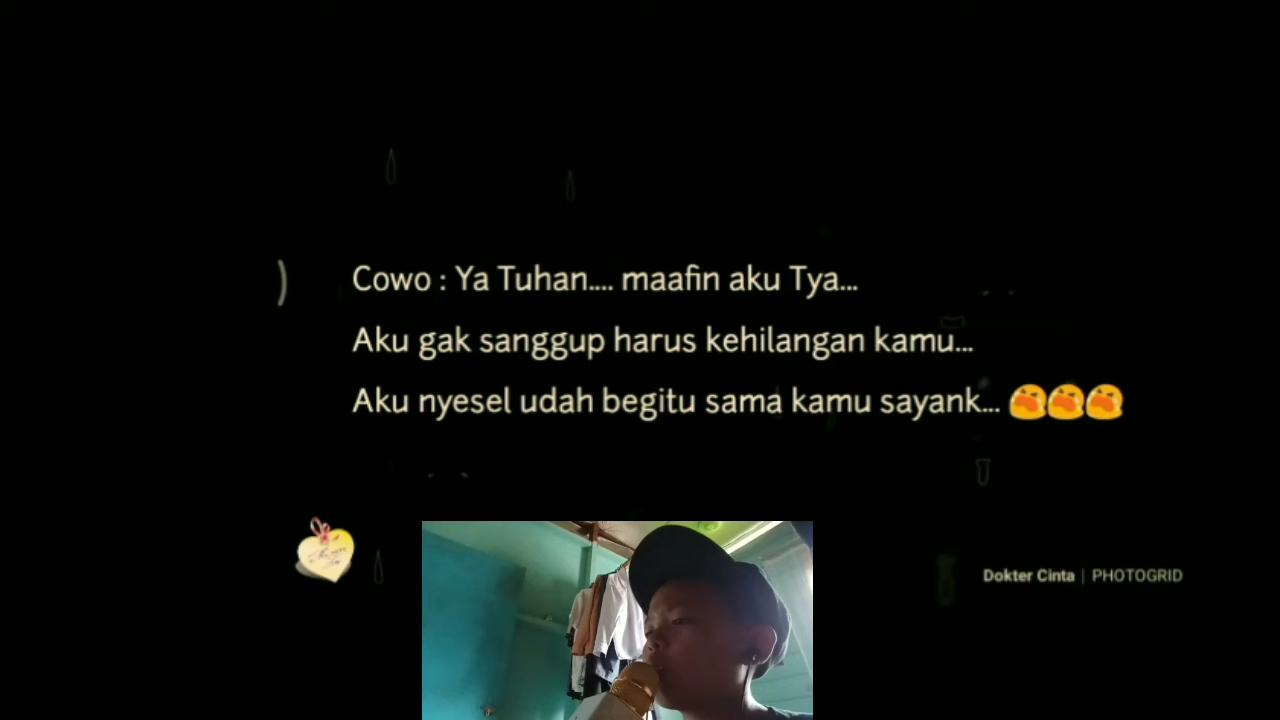 Cowo : Ya Tuhan.... maafin aku Tya...
Aku gak sanggup harus kehilangan kamu...
Aku nyesel udah begitu sama kamu sayank... 😭😭😭
Dokter Cinta | PHOTOGRID